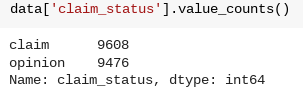 data['claim_status'].value_counts()
claim      9608
opinion    9476
Name: claim_status, dtype: int64